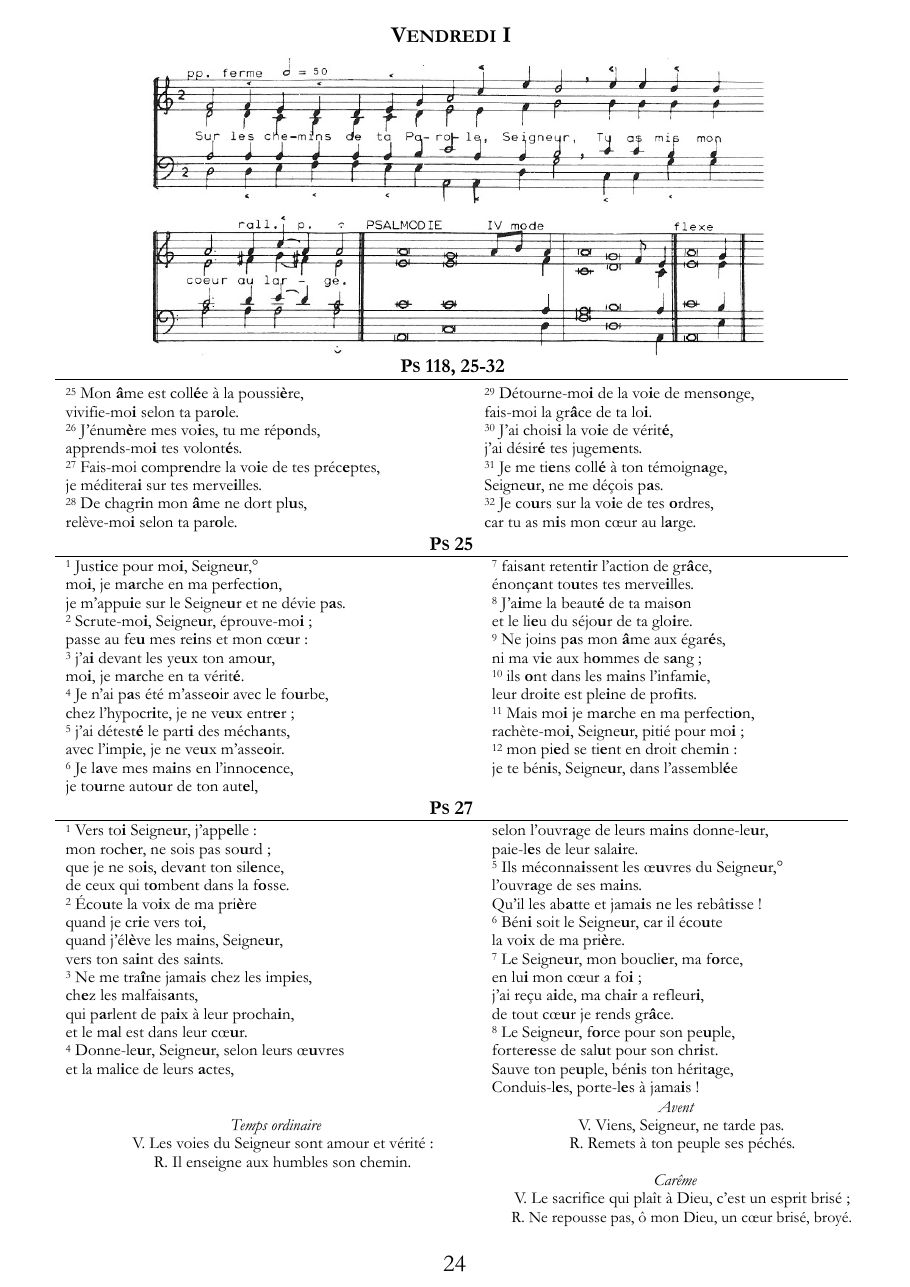 VENDREDI I
pp. ferme = 50
Sur les che-mins de ta Pa-ro-le, Seigneur, Tu as mis mon
rall. p. PSALMODIE IV mode flexe
coeur au lar - ge.
PS 118, 25-32
25 Mon âme est collée à la poussière,
vivifie-moi selon ta parole.
26 J’énumère mes voies, tu me réponds,
apprends-moi tes volontés.
27 Fais-moi comprendre la voie de tes préceptes,
je méditerai sur tes merveilles.
28 De chagrin mon âme ne dort plus,
relève-moi selon ta parole.
29 Détourne-moi de la voie de mensonge,
fais-moi la grâce de ta loi.
30 J’ai choisi la voie de vérité,
j’ai désiré tes jugements.
31 Je me tiens collé à ton témoignage,
Seigneur, ne me déçois pas.
32 Je cours sur la voie de tes ordres,
car tu as mis mon cœur au large.
PS 25
1 Justice pour moi, Seigneur,°
moi, je marche en ma perfection,
je m’appuie sur le Seigneur et ne dévie pas.
2 Scrute-moi, Seigneur, éprouve-moi ;
passe au feu mes reins et mon cœur :
3 j’ai devant les yeux ton amour,
moi, je marche en ta vérité.
4 Je n’ai pas été m’asseoir avec le fourbe,
chez l’hypocrite, je ne veux entrer ;
5 j’ai détesté le parti des méchants,
avec l’impie, je ne veux m’asseoir.
6 Je lave mes mains en l’innocence,
je tourne autour de ton autel,
7 faisant retentir l’action de grâce,
énonçant toutes tes merveilles.
8 J’aime la beauté de ta maison
et le lieu du séjour de ta gloire.
9 Ne joins pas mon âme aux égarés,
ni ma vie aux hommes de sang ;
10 ils ont dans les mains l’infamie,
leur droite est pleine de profits.
11 Mais moi je marche en ma perfection,
rachète-moi, Seigneur, pitié pour moi ;
12 mon pied se tient en droit chemin :
je te bénis, Seigneur, dans l’assemblée
PS 27
1 Vers toi Seigneur, j’appelle :
mon rocher, ne sois pas sourd ;
que je ne sois, devant ton silence,
de ceux qui tombent dans la fosse.
2 Écoute la voix de ma prière
quand je crie vers toi,
quand j’élève les mains, Seigneur,
vers ton saint des saints.
3 Ne me traîne jamais chez les impies,
chez les malfaisants,
qui parlent de paix à leur prochain,
et le mal est dans leur cœur.
4 Donne-leur, Seigneur, selon leurs œuvres
et la malice de leurs actes,
selon l’ouvrage de leurs mains donne-leur,
paie-les de leur salaire.
5 Ils méconnaissent les œuvres du Seigneur,°
l’ouvrage de ses mains.
Qu’il les abatte et jamais ne les rebâtisse !
6 Béni soit le Seigneur, car il écoute
la voix de ma prière.
7 Le Seigneur, mon bouclier, ma force,
en lui mon cœur a foi ;
j’ai reçu aide, ma chair a refleuri,
de tout cœur je rends grâce.
8 Le Seigneur, force pour son peuple,
forteresse de salut pour son christ.
Sauve ton peuple, bénis ton héritage,
Conduis-les, porte-les à jamais !
Temps ordinaire
V. Les voies du Seigneur sont amour et vérité :
R. Il enseigne aux humbles son chemin.
Avent
V. Viens, Seigneur, ne tarde pas.
R. Remets à ton peuple ses péchés.
Carême
V. Le sacrifice qui plaît à Dieu, c’est un esprit brisé ;
R. Ne repousse pas, ô mon Dieu, un cœur brisé, broyé.
24